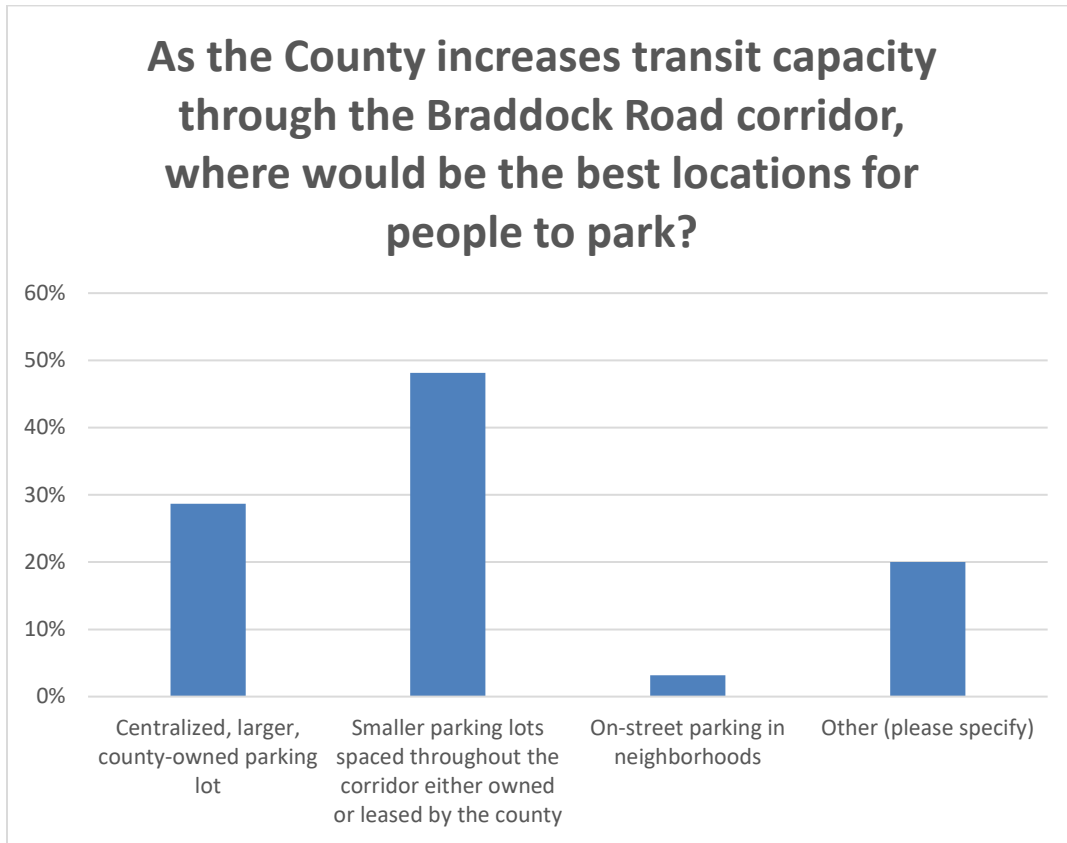 As the County increases transit capacity
through the Braddock Road corridor,
where would be the best locations for
people to park?
60%
50%
40%
30%
20%
10%
0%
Centralized, larger,
county-owned parking
lot
Smaller parking lots
spaced throughout the
corridor either owned
or leased by the county
On-street parking in
neighborhoods
Other (please specify)